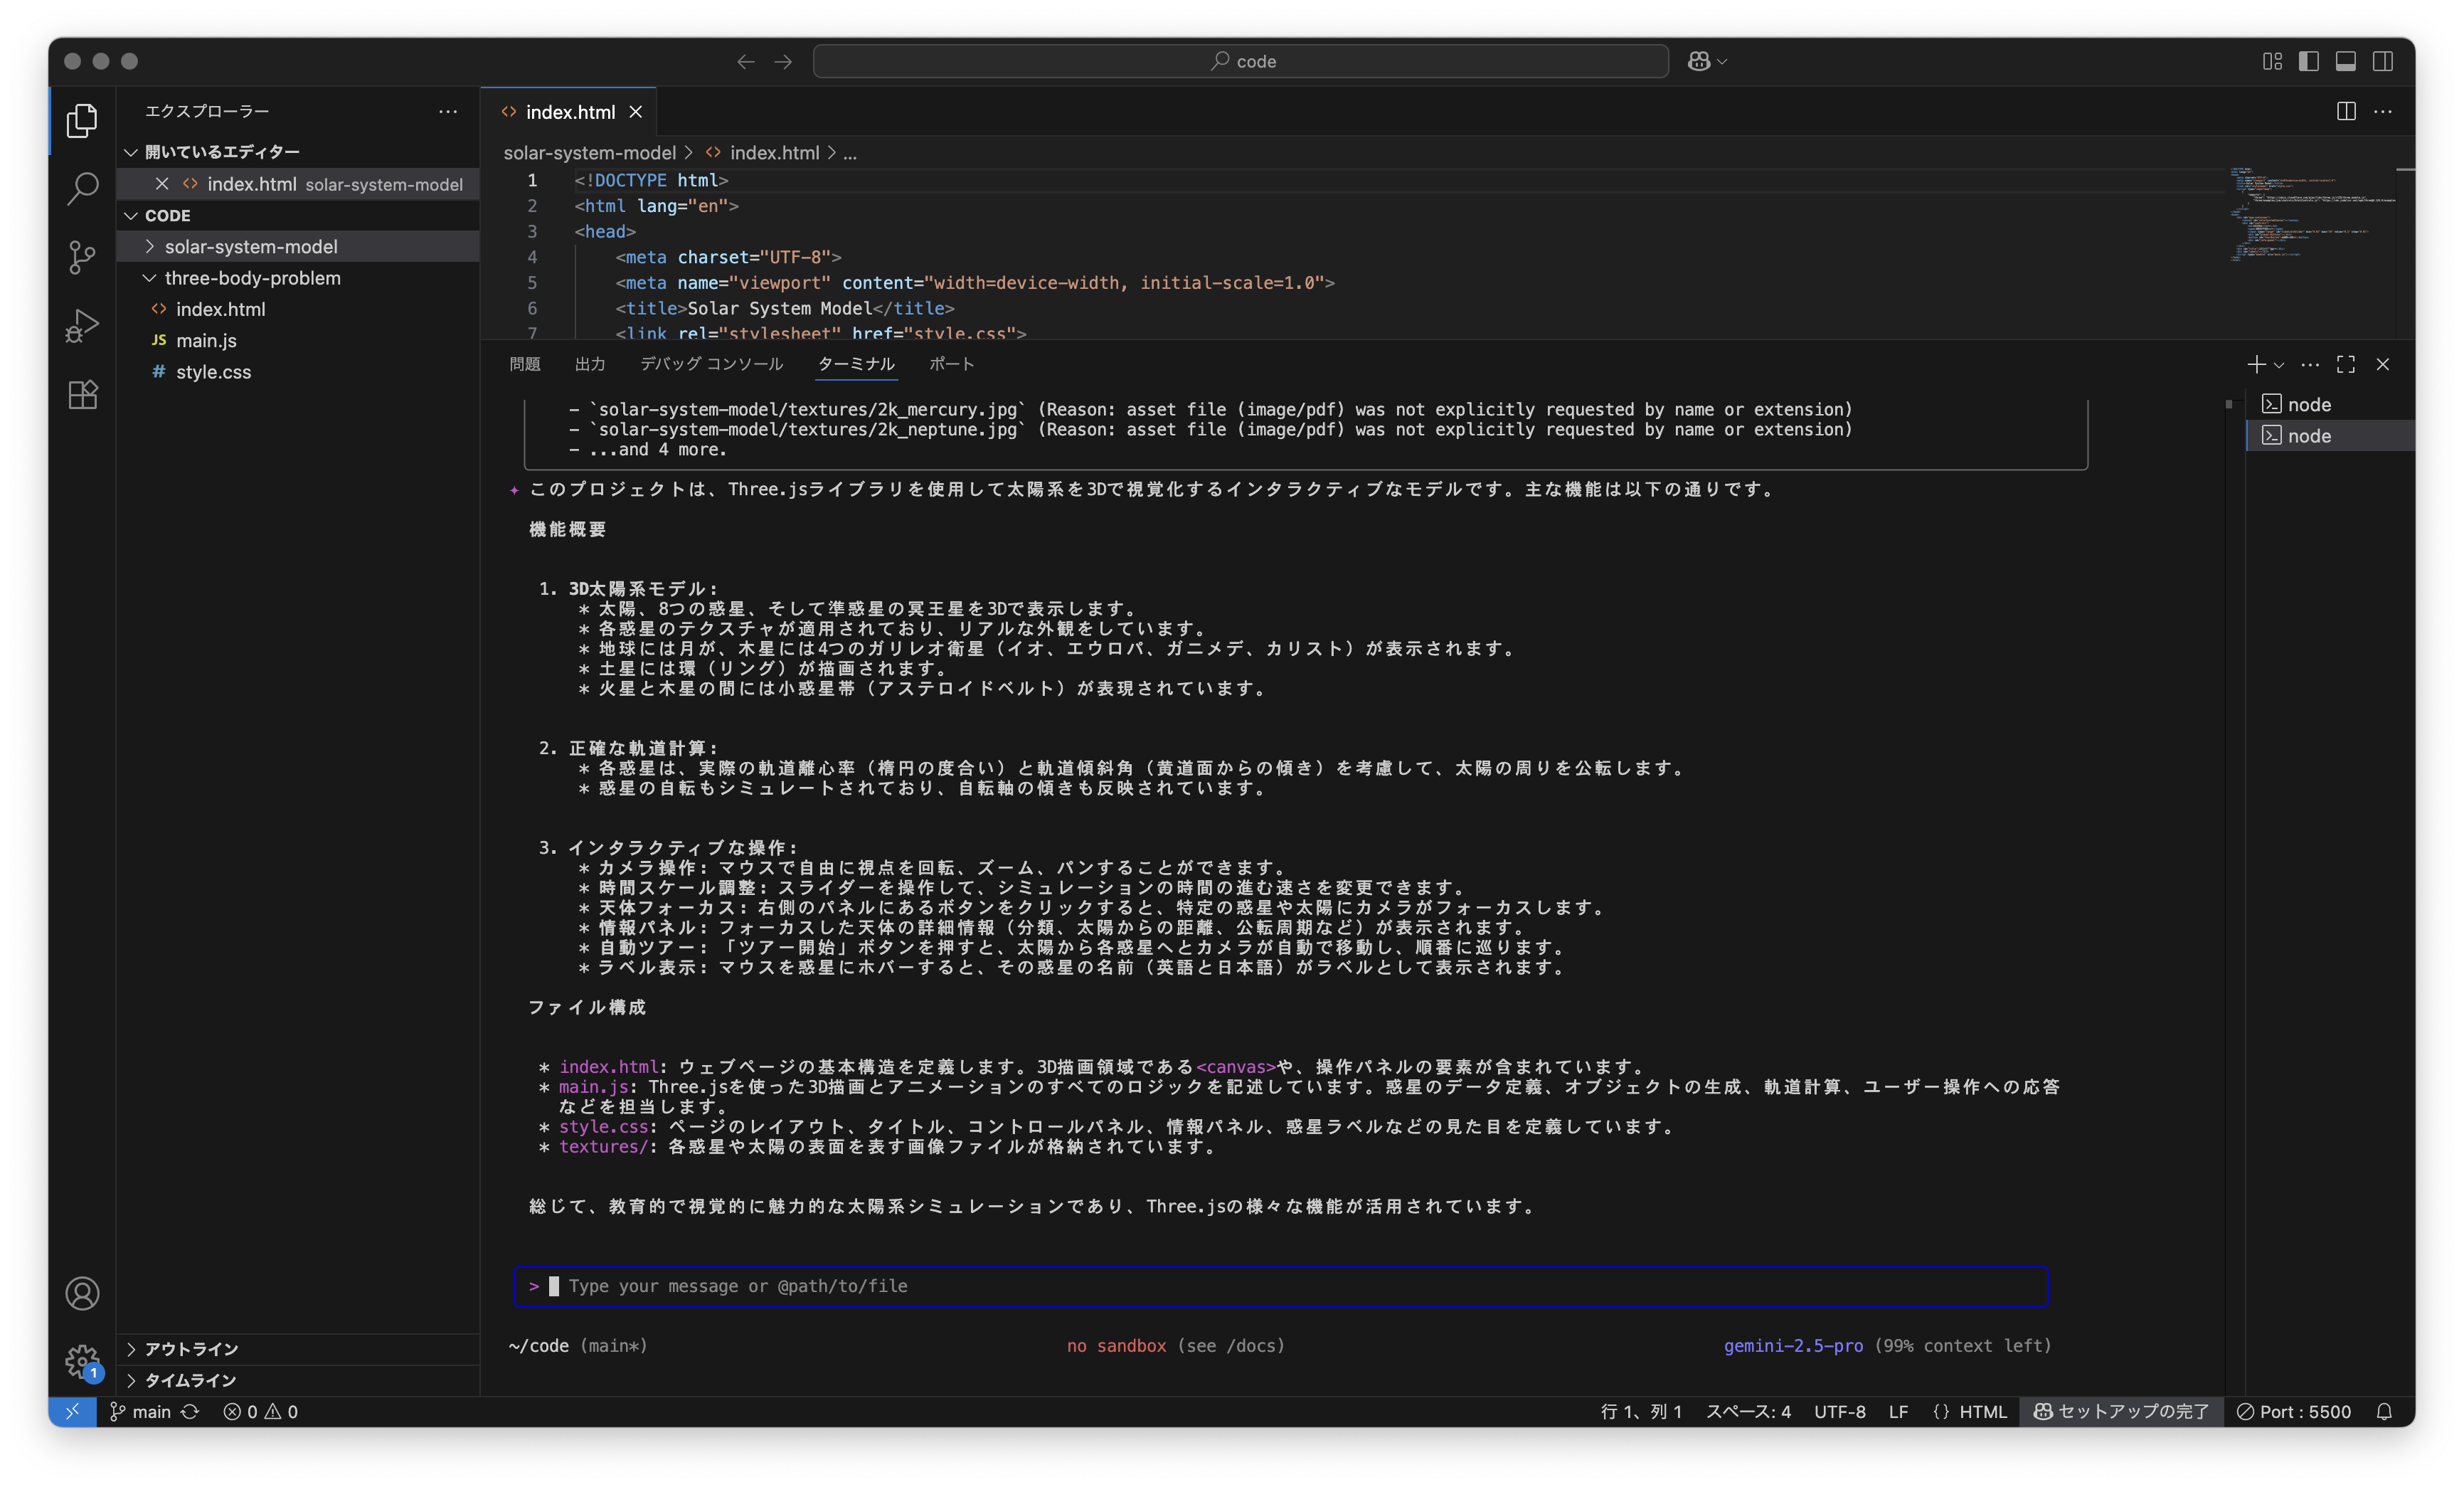 code
エクスプローラー
開いているエディター
index.html solar-system-model
CODE
solar-system-model
three-body-problem
index.html
JS main.js
# style.css
アウトライン
タイムライン
index.html
solar-system-model > index.html > ...
1 <!DOCTYPE html>
2 <html lang="en">
3 <head>
4 <meta charset="UTF-8">
5 <meta name="viewport" content="width=device-width, initial-scale=1.0">
6 <title>Solar System Model</title>
7 <link rel="stylesheet" href="style.css">
問題 出力 デバッグ コンソール ターミナル ポート
node
node
- `solar-system-model/textures/2k_mercury.jpg` (Reason: asset file (image/pdf) was not explicitly requested by name or extension)
- `solar-system-model/textures/2k_neptune.jpg` (Reason: asset file (image/pdf) was not explicitly requested by name or extension)
- ...and 4 more.
✦ このプロジェクトは、Three.jsライブラリを使用して太陽系を3Dで視覚化するインタラクティブなモデルです。主な機能は以下の通りです。
機能概要
1. 3D太陽系モデル:
* 太陽、8つの惑星、そして準惑星の冥王星を3Dで表示します。
* 各惑星のテクスチャが適用されており、リアルな外観をしています。
* 地球には月が、木星には4つのガリレオ衛星（イオ、エウロパ、ガニメデ、カリスト）が表示されます。
* 土星には環（リング）が描画されます。
* 火星と木星の間には小惑星帯（アステロイドベルト）が表現されています。
2. 正確な軌道計算:
* 各惑星は、実際の軌道離心率（楕円の度合い）と軌道傾斜角（黄道面からの傾き）を考慮して、太陽の周りを公転します。
* 惑星の自転もシミュレートされており、自転軸の傾きも反映されています。
3. インタラクティブな操作:
* カメラ操作: マウスで自由に視点を回転、ズーム、パンすることができます。
* 時間スケール調整: スライダーを操作して、シミュレーションの時間の進む速さを変更できます。
* 天体フォーカス: 右側のパネルにあるボタンをクリックすると、特定の惑星や太陽にカメラがフォーカスします。
* 情報パネル: フォーカスした天体の詳細情報（分類、太陽からの距離、公転周期など）が表示されます。
* 自動ツアー: 「ツアー開始」ボタンを押すと、太陽から各惑星へとカメラが自動で移動し、順番に巡ります。
* ラベル表示: マウスを惑星にホバーすると、その惑星の名前（英語と日本語）がラベルとして表示されます。
ファイル構成
* index.html: ウェブページの基本構造を定義します。3D描画領域である<canvas>や、操作パネルの要素が含まれています。
* main.js: Three.jsを使った3D描画とアニメーションのすべてのロジックを記述しています。惑星のデータ定義、オブジェクトの生成、軌道計算、ユーザー操作への応答
などを担当します。
* style.css: ページのレイアウト、タイトル、コントロールパネル、情報パネル、惑星ラベルなどの見た目を定義しています。
* textures/: 各惑星や太陽の表面を表す画像ファイルが格納されています。
総じて、教育的で視覚的に魅力的な太陽系シミュレーションであり、Three.jsの様々な機能が活用されています。
> Type your message or @path/to/file
~/code (main*) no sandbox (see /docs) gemini-2.5-pro (99% context left)
1
main 0 0 行 1、列 1 スペース: 4 UTF-8 LF {} HTML セットアップの完了 Port : 5500